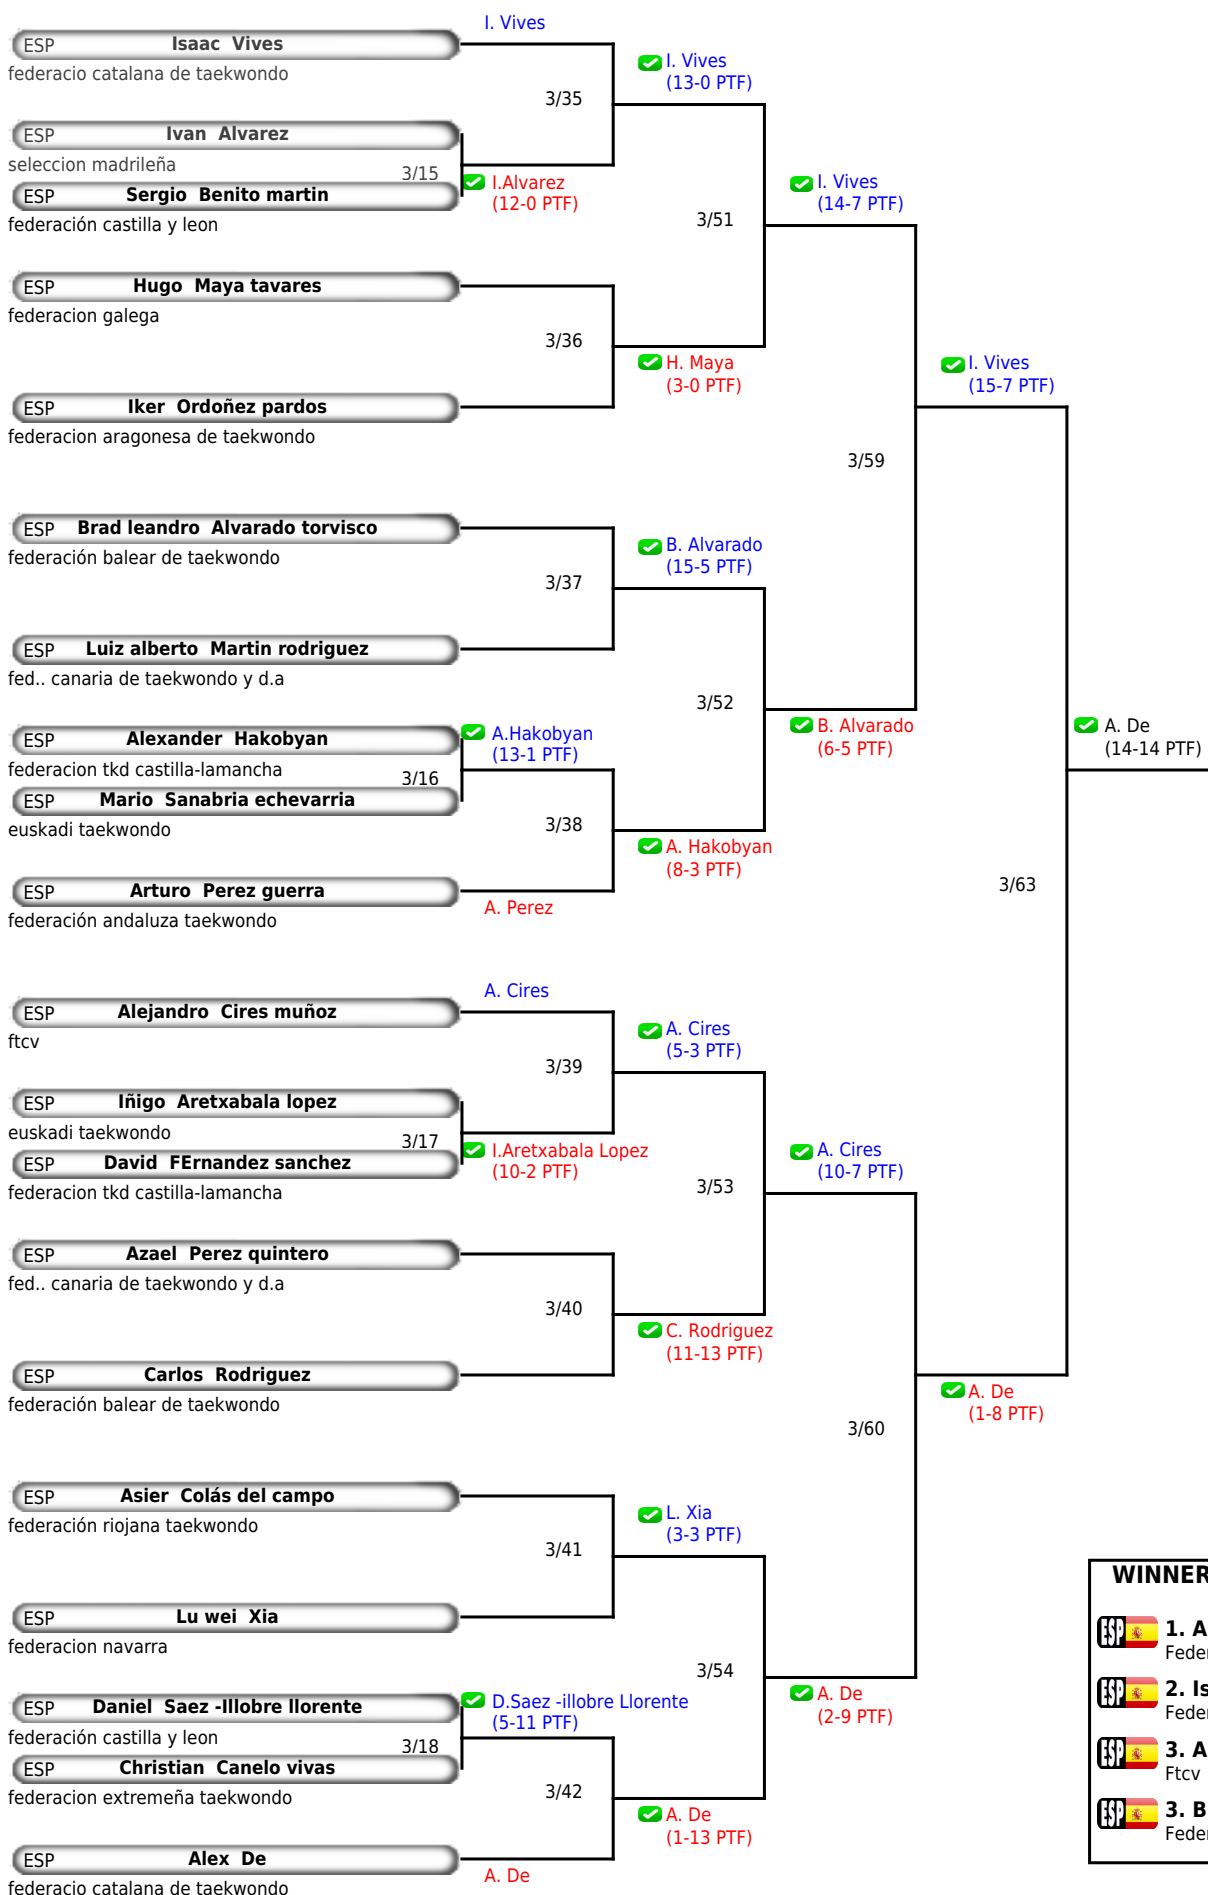 I. Vives
ESP Isaac Vives
federacio catalana de taekwondo
I. Vives
(13-0 PTF)
3/35
ESP Ivan Alvarez
seleccion madrileña
3/15
I.Alvarez
(12-0 PTF)
ESP Sergio Benito martin
federación castilla y leon
I. Vives
(14-7 PTF)
3/51
ESP Hugo Maya tavares
federacion galega
3/36
H. Maya
(3-0 PTF)
I. Vives
(15-7 PTF)
ESP Iker Ordoñez pardos
federacion aragonesa de taekwondo
3/59
ESP Brad leandro Alvarado torvisco
federación balear de taekwondo
B. Alvarado
(15-5 PTF)
3/37
ESP Luiz alberto Martin rodriguez
fed.. canaria de taekwondo y d.a
3/52
B. Alvarado
(6-5 PTF)
A. De
(14-14 PTF)
ESP Alexander Hakobyan
federacion tkd castilla-lamancha
A.Hakobyan
(13-1 PTF)
3/16
ESP Mario Sanabria echevarria
euskadi taekwondo
3/38
A. Hakobyan
(8-3 PTF)
ESP Arturo Perez guerra
federación andaluza taekwondo
A. Perez
3/63
A. Cires
ESP Alejandro Cires muñoz
ftcv
A. Cires
(5-3 PTF)
3/39
ESP Iñigo Aretxabala lopez
euskadi taekwondo
3/17
I.Aretxabala Lopez
(10-2 PTF)
ESP David FErnandez sanchez
federacion tkd castilla-lamancha
A. Cires
(10-7 PTF)
3/53
ESP Azael Perez quintero
fed.. canaria de taekwondo y d.a
3/40
C. Rodriguez
(11-13 PTF)
ESP Carlos Rodriguez
federación balear de taekwondo
A. De
(1-8 PTF)
3/60
ESP Asier Colás del campo
federación riojana taekwondo
L. Xia
(3-3 PTF)
3/41
ESP Lu wei Xia
federacion navarra
3/54
A. De
(2-9 PTF)
ESP Daniel Saez -Illobre llorente
federación castilla y leon
D.Saez -illobre Llorente
(5-11 PTF)
3/18
ESP Christian Canelo vivas
federacion extremeña taekwondo
3/42
A. De
(1-13 PTF)
ESP Alex De
federacio catalana de taekwondo
A. De
WINNER
ESP 1. A
Feder
ESP 2. Is
Feder
ESP 3. A
Ftcv
ESP 3. B
Feder